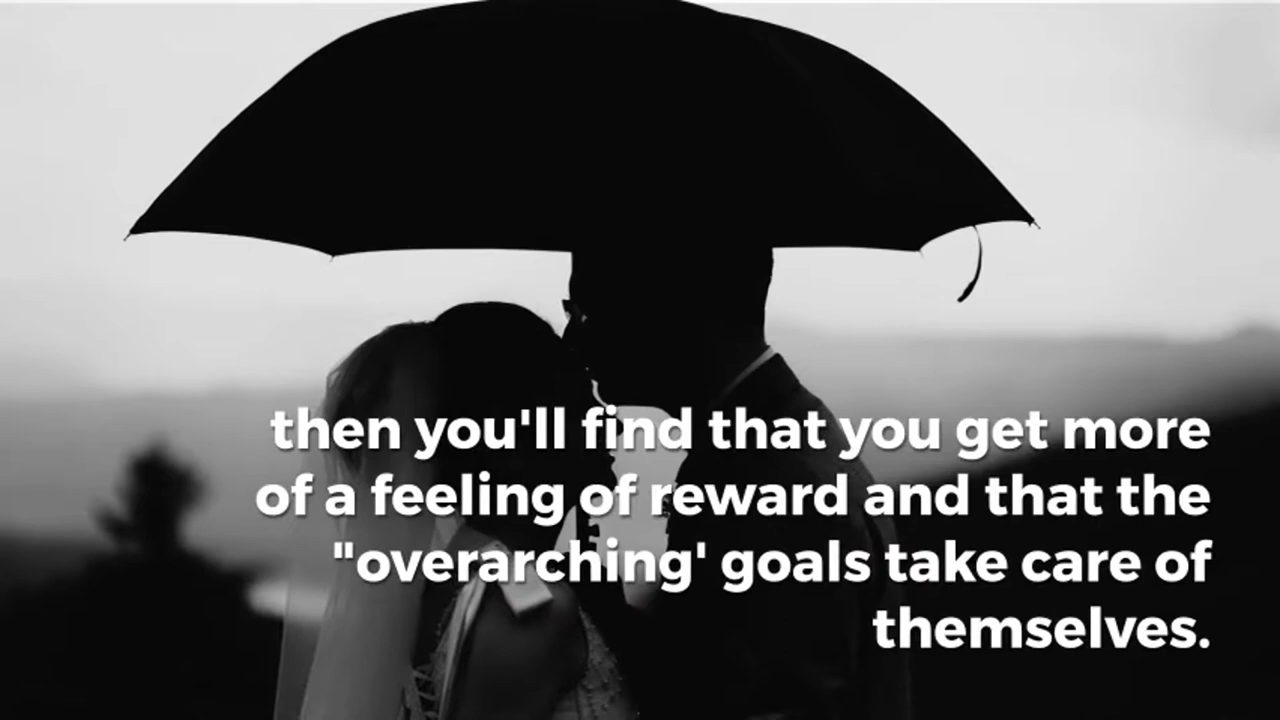 then you'll find that you get more
of a feeling of reward and that the
"overarching' goals take care of
themselves.